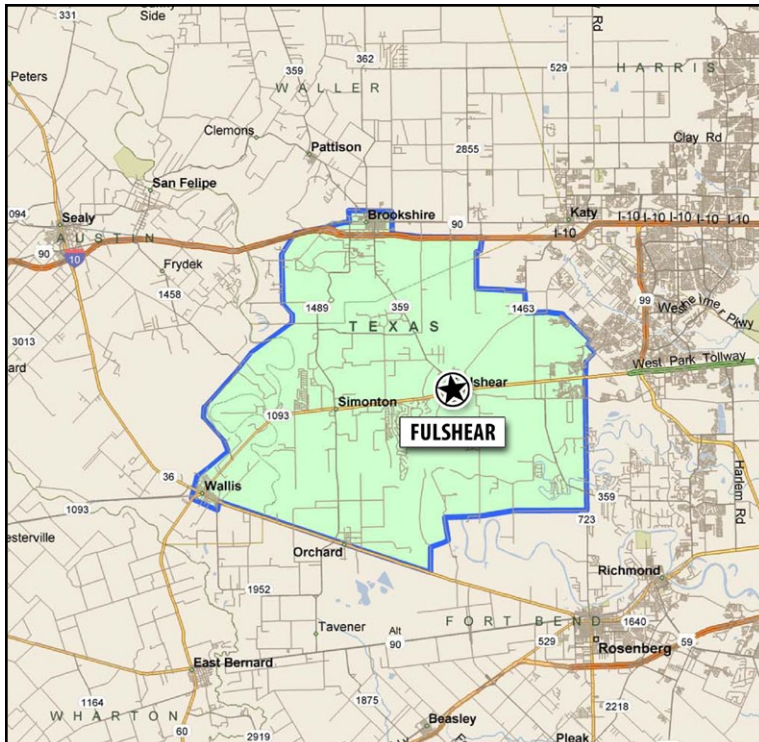 Side
331
362
Rd
359
529
HARRIS
Peters
WALLER
Clemons
Pattison
2855
Clay Rd
San Felipe
094
Sealy
Brookshire
90
Katy
I-10
I-10
I-10
I-10
I-10
AUSTIN
90
10
Frydek
1458
1489
359
1463
99
TEXAS
3013
ard
West Park Tollway
lshear
Simonton
1093
FULSHEAR
36
Wallis
1093
359
Harlem Rd
723
esterville
Orchard
Richmond
1952
Tavener
FORT BEND
1640
Alt
90
529
59
Rosenberg
East Bernard
1164
1875
2218
WHARTON
60
2919
Beasley
Pleak